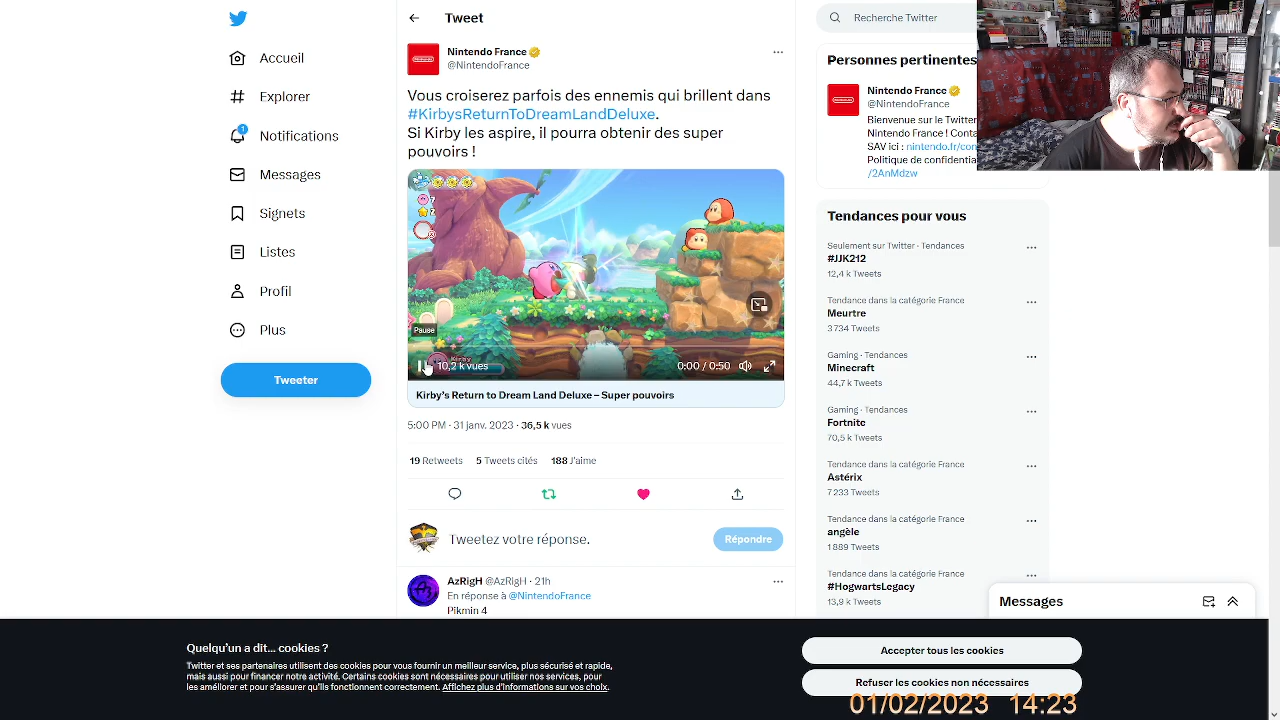 Accueil
Explorer
1
Notifications
Messages
Signets
Listes
Profil
Plus
Tweeter
Tweet
Nintendo France
@NintendoFrance
Vous croiserez parfois des ennemis qui brillent dans
#KirbysReturnToDreamLandDeluxe.
Si Kirby les aspire, il pourra obtenir des super
pouvoirs !
Pause
Kirby
10,2 k vues
0:00 / 0:50
Kirby's Return to Dream Land Deluxe – Super pouvoirs
5:00 PM · 31 janv. 2023 · 36,5 k vues
19 Retweets 5 Tweets cités 188 J'aime
Tweetez votre réponse.
Répondre
AzRigH @AzRigH · 21h
En réponse à @NintendoFrance
Pikmin 4
Recherche Twitter
Personnes pertinentes
Nintendo France
@NintendoFrance
Bienvenue sur le Twitter
Nintendo France ! Conta
SAV ici : nintendo.fr/con
Politique de confidentia
/2AnMdzw
Tendances pour vous
Seulement sur Twitter · Tendances
#JJK212
12,4 k Tweets
Tendance dans la catégorie France
Meurtre
3 734 Tweets
Gaming · Tendances
Minecraft
44,7 k Tweets
Gaming · Tendances
Fortnite
70,5 k Tweets
Tendance dans la catégorie France
Astérix
7 233 Tweets
Tendance dans la catégorie France
angèle
1 889 Tweets
Tendance dans la catégorie France
#HogwartsLegacy
13,9 k Tweets
Messages
Quelqu'un a dit… cookies ?
Twitter et ses partenaires utilisent des cookies pour vous fournir un meilleur service, plus sécurisé et rapide,
mais aussi pour financer notre activité. Certains cookies sont nécessaires pour utiliser nos services, pour
les améliorer et pour s'assurer qu'ils fonctionnent correctement. Affichez plus d'informations sur vos choix.
Accepter tous les cookies
Refuser les cookies non nécessaires
01/02/2023 14:23